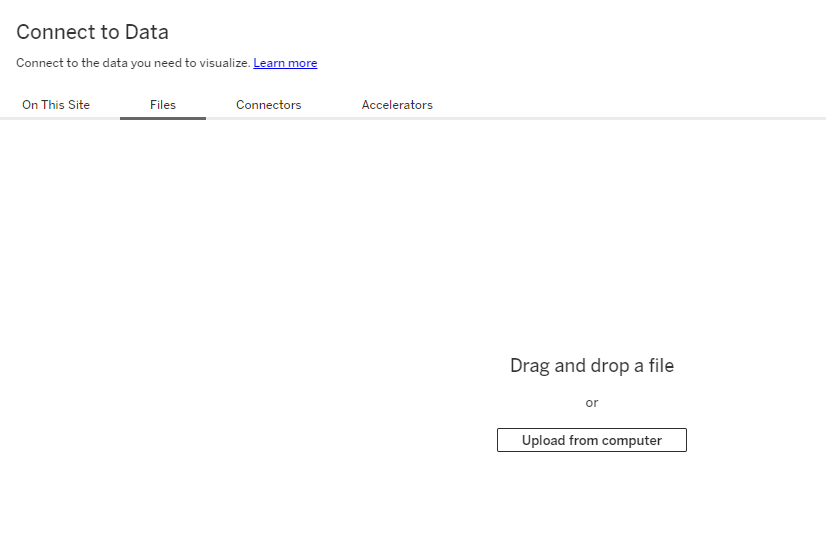 Connect to Data
Connect to the data you need to visualize. Learn more
On This Site Files Connectors Accelerators
Drag and drop a file
or
Upload from computer